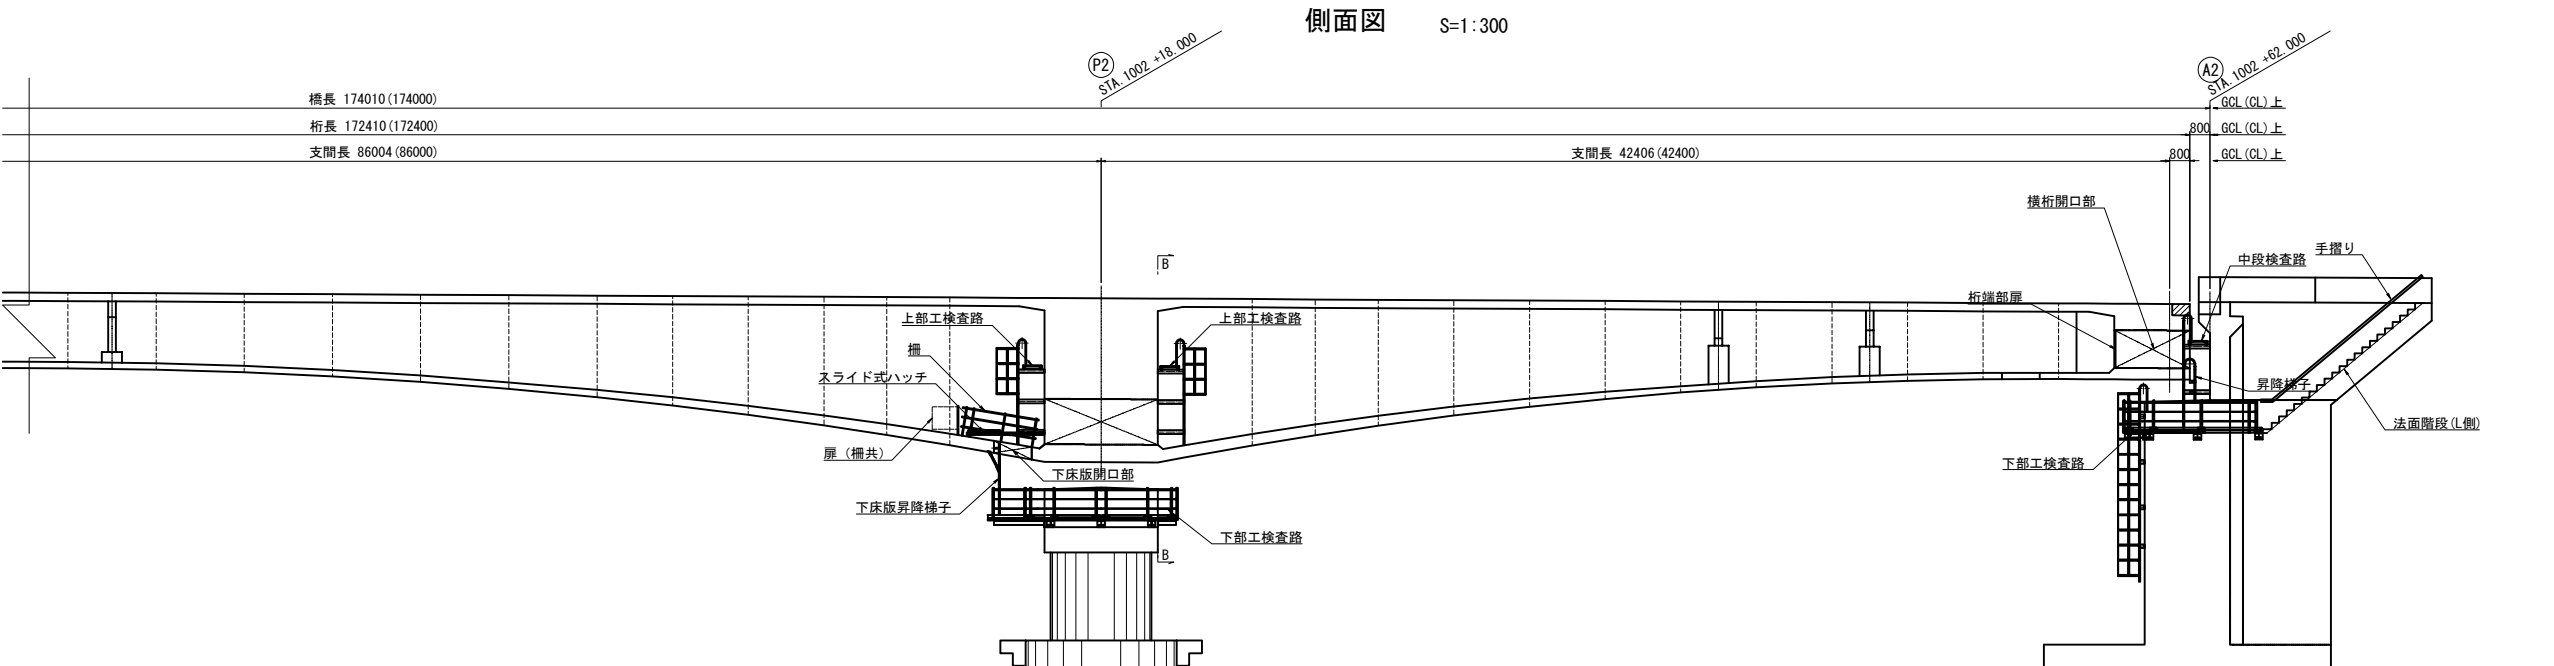 側面図 S=1:300
P2
STA.1002 +18.000
A2
STA.1002 +62.000
橋長 174010(174000)
GCL(CL)上
桁長 172410(172400)
800
GCL(CL)上
支間長 86004(86000)
支間長 42406(42400)
800
GCL(CL)上
横桁開口部
手摺り
中段検査路
B
桁端部扉
上部工検査路
上部工検査路
柵
スライド式ハッチ
昇降梯子
法面階段(L側)
扉（柵共）
下床版開口部
下部工検査路
下床版昇降梯子
下部工検査路
B